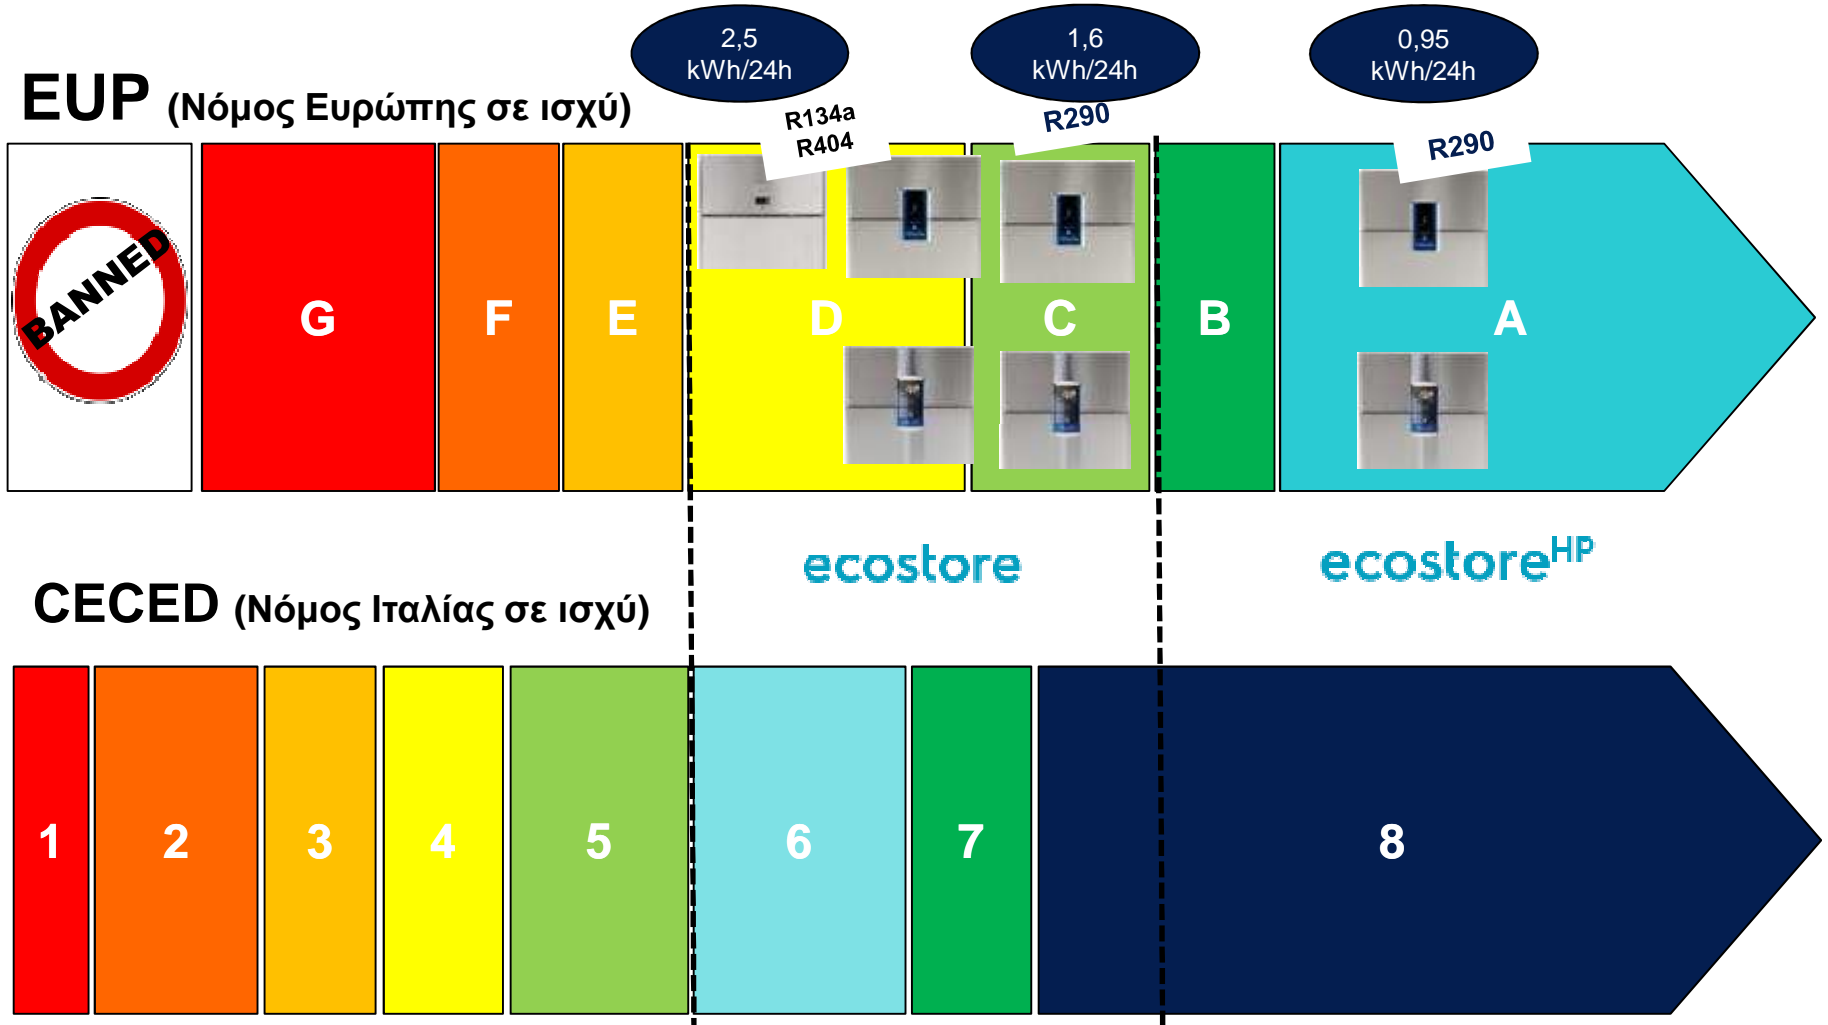 2,5
kWh/24h
1,6
kWh/24h
0,95
kWh/24h
EUP (Νόμος Ευρώπης σε ισχύ)
R134a
R404
R290
R290
BANNED
G
F
E
D
C
B
A
ecostore
ecostoreHP
CECED (Νόμος Ιταλίας σε ισχύ)
1
2
3
4
5
6
7
8